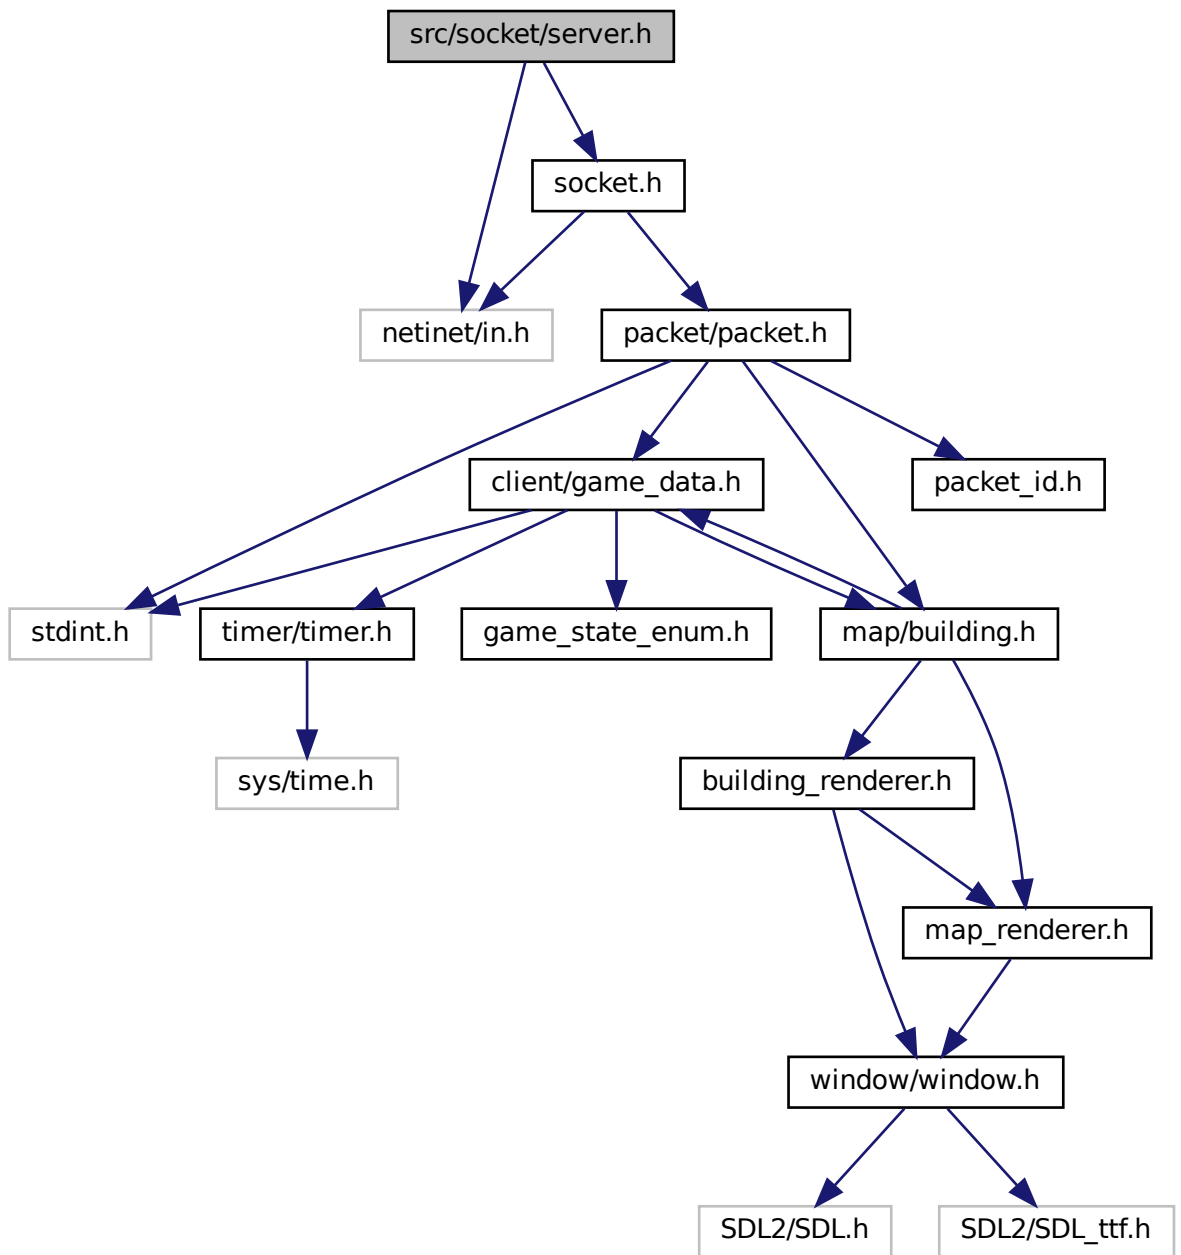 src/socket/server.h
socket.h
netinet/in.h
packet/packet.h
client/game_data.h
packet_id.h
stdint.h
timer/timer.h
game_state_enum.h
map/building.h
sys/time.h
building_renderer.h
map_renderer.h
window/window.h
SDL2/SDL.h
SDL2/SDL_ttf.h